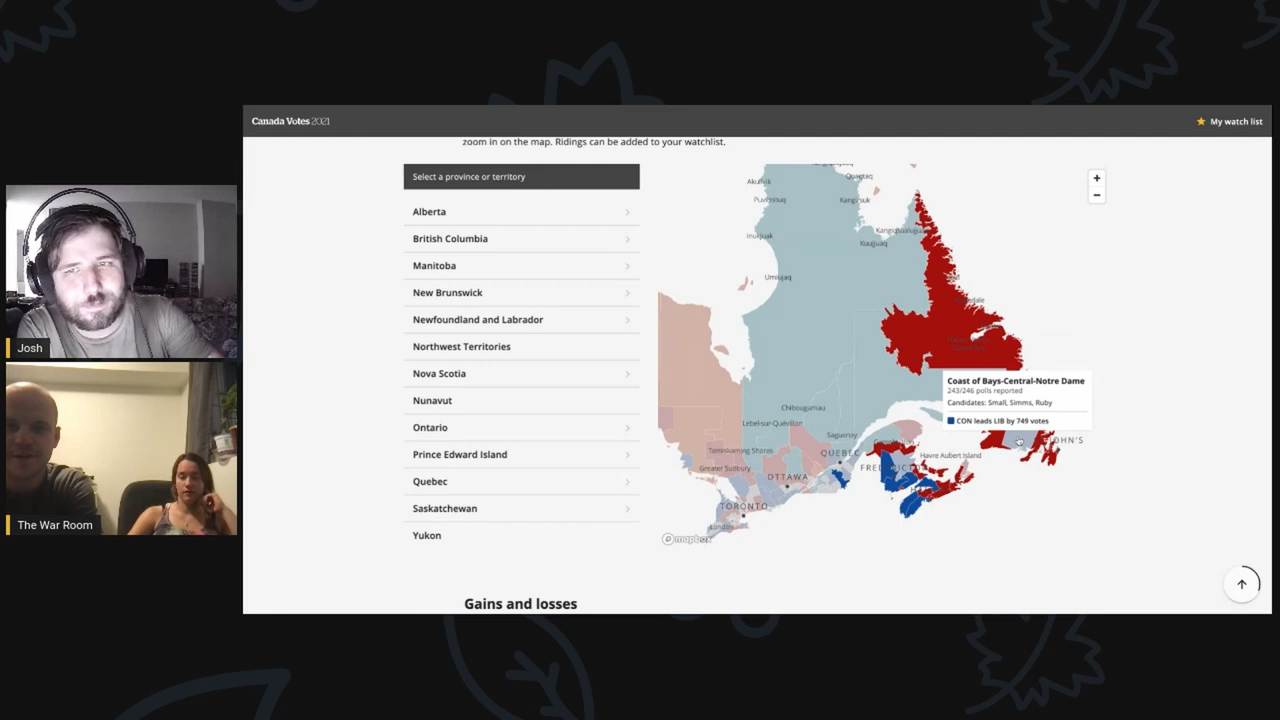 Canada Votes 2021
My watch list
zoom in on the map. Ridings can be added to your watchlist.
Select a province or territory
Alberta
British Columbia
Manitoba
New Brunswick
Newfoundland and Labrador
Northwest Territories
Nova Scotia
Nunavut
Ontario
Prince Edward Island
Quebec
Saskatchewan
Yukon
Akulivik
Quaqtaq
Puvirnituq
Inukjuak
Kuujjuaq
Umiujaq
Chibougamau
Lebel-sur-Quévillon
Saguenay
Temiskaming Shores
QUEBEC
Greater Sudbury
OTTAWA
Havre Aubert Island
TORONTO
London
mapbox
+
-
Coast of Bays-Central-Notre Dame
243/246 polls reported
Candidates: Small, Simms, Ruby
CON leads LIB by 749 votes
JOHN'S
Gains and losses
Josh
The War Room